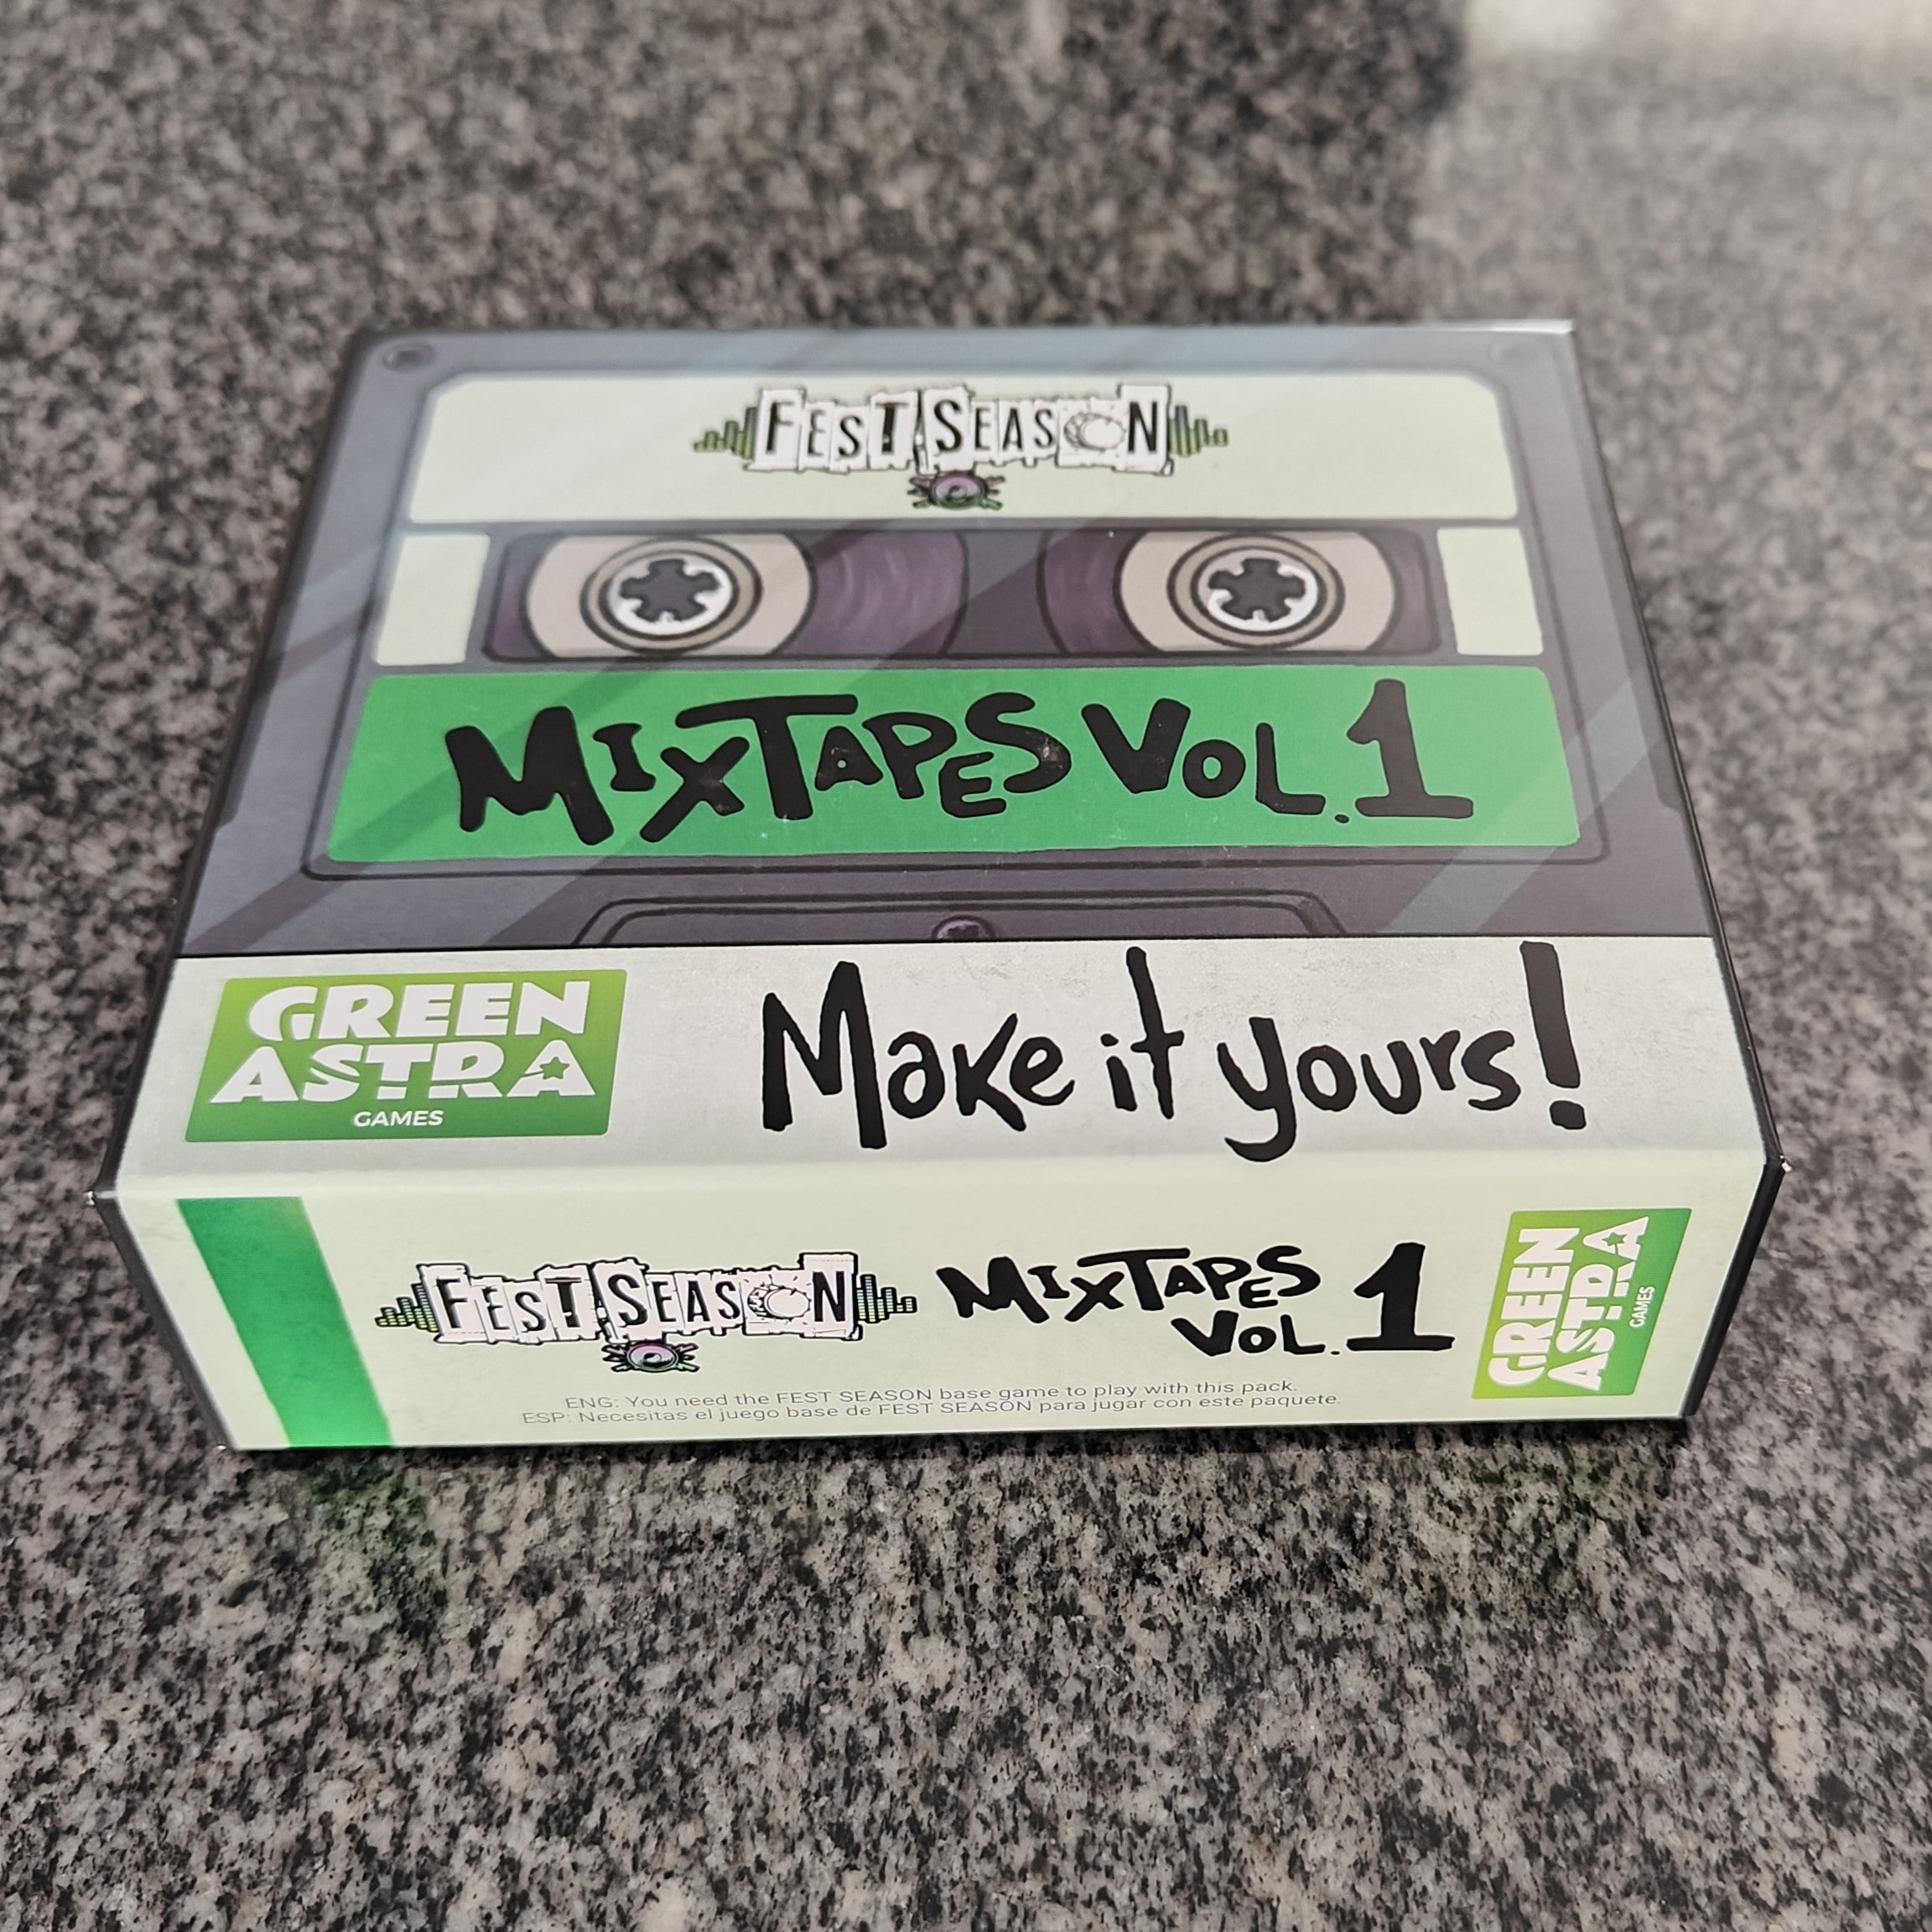 FEST SEASON
MIXTAPES VOL.1
GREEN
ASTRA
GAMES
Make it yours!
FEST SEASON
MIXTAPES
VOL.1
GREEN
ASTRA
GAMES
ENG: You need the FEST SEASON base game to play with this pack.
ESP: Necesitas el juego base de FEST SEASON para jugar con este paquete.